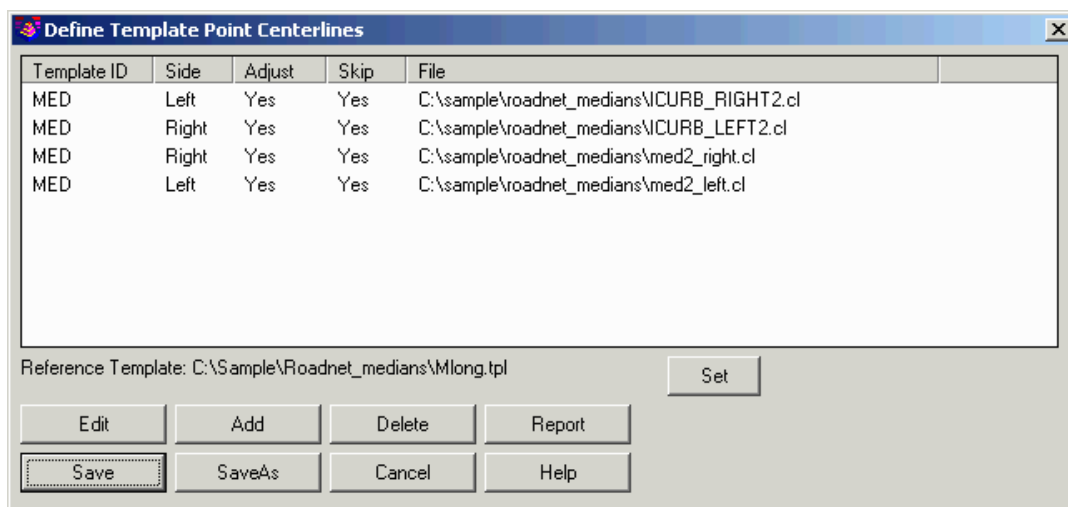 Define Template Point Centerlines
Template ID Side Adjust Skip File
MED Left Yes Yes C:\sample\roadnet_medians\ICURB_RIGHT2.cl
MED Right Yes Yes C:\sample\roadnet_medians\ICURB_LEFT2.cl
MED Right Yes Yes C:\sample\roadnet_medians\med2_right.cl
MED Left Yes Yes C:\sample\roadnet_medians\med2_left.cl
Reference Template: C:\Sample\Roadnet_medians\Mlong.tpl Set
Edit Add Delete Report
Save SaveAs Cancel Help